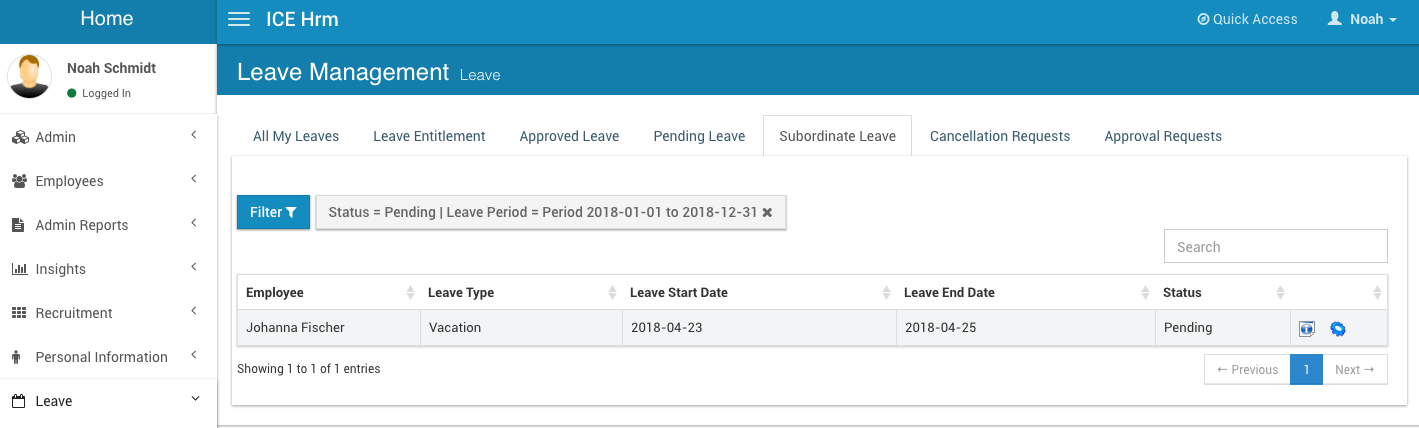 Home
ICE Hrm
Quick Access
Noah
Noah Schmidt
Logged In
Leave Management Leave
Admin
Employees
Admin Reports
Insights
Recruitment
Personal Information
Leave
All My Leaves Leave Entitlement Approved Leave Pending Leave Subordinate Leave Cancellation Requests Approval Requests
Filter Status = Pending | Leave Period = Period 2018-01-01 to 2018-12-31 ✖
Search
Employee Leave Type Leave Start Date Leave End Date Status
Johanna Fischer Vacation 2018-04-23 2018-04-25 Pending
Showing 1 to 1 of 1 entries
← Previous 1 Next →